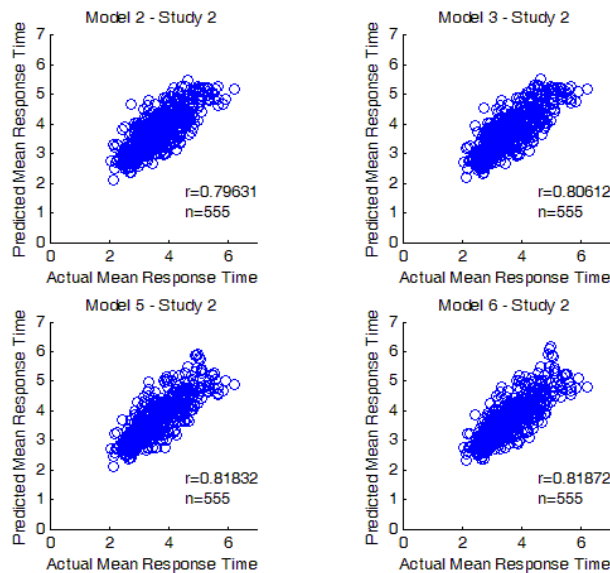 Model 2 - Study 2
Model 3 - Study 2
Predicted Mean Response Time
7
6
5
4
3
2
1
0
r=0.79631
n=555
0 2 4 6
Actual Mean Response Time
Predicted Mean Response Time
7
6
5
4
3
2
1
0
r=0.80612
n=555
0 2 4 6
Actual Mean Response Time
Model 5 - Study 2
Model 6 - Study 2
Predicted Mean Response Time
7
6
5
4
3
2
1
0
r=0.81832
n=555
0 2 4 6
Actual Mean Response Time
Predicted Mean Response Time
7
6
5
4
3
2
1
0
r=0.81872
n=555
0 2 4 6
Actual Mean Response Time